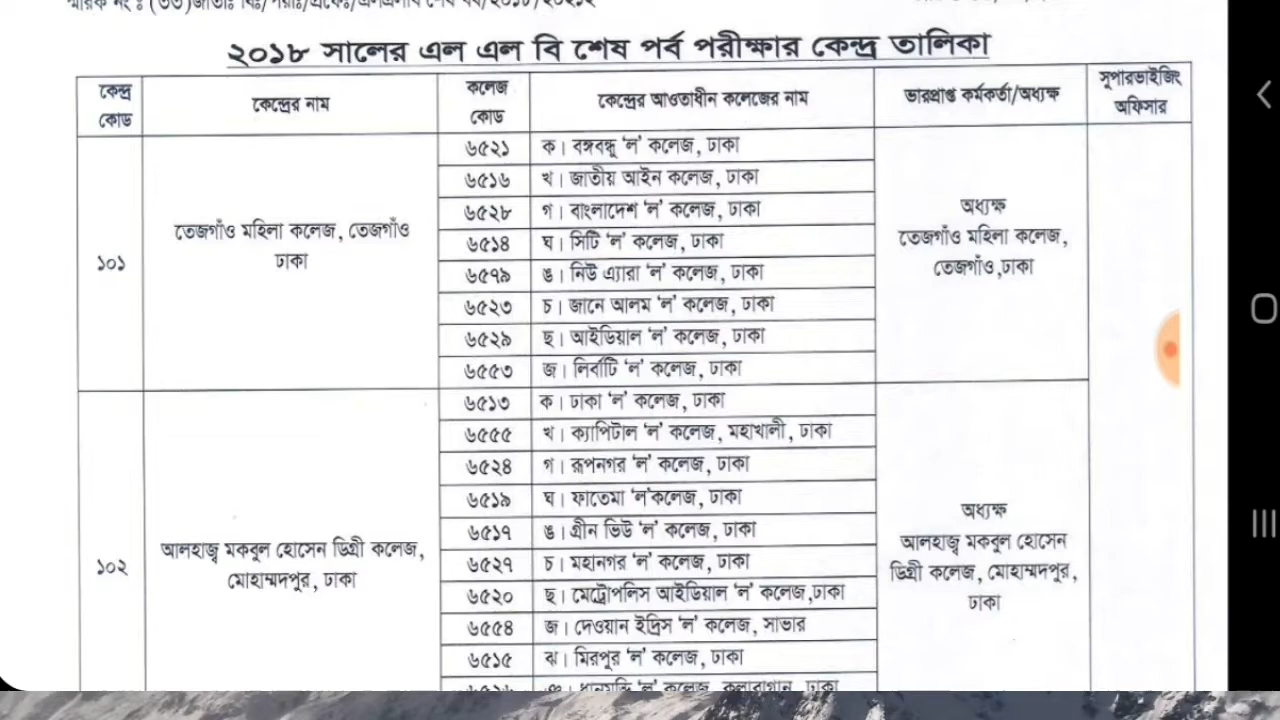 ২০১৮ সালের এল এল বি শেষ পর্ব পরীক্ষার কেন্দ্র তালিকা
কেন্দ্র কোড
কেন্দ্রের নাম
কলেজ কোড
কেন্দ্রের আওতাধীন কলেজের নাম
ভারপ্রাপ্ত কর্মকর্তা/অধ্যক্ষ
সুপারভাইজিং অফিসার
১০১
তেজগাঁও মহিলা কলেজ, তেজগাঁও
ঢাকা
৬৫২১ ক। বঙ্গবন্ধু 'ল' কলেজ, ঢাকা
৬৫১৬ খ। জাতীয় আইন কলেজ, ঢাকা
৬৫২৮ গ। বাংলাদেশ 'ল' কলেজ, ঢাকা
৬৫১৪ ঘ। সিটি 'ল' কলেজ, ঢাকা
৬৫৭৯ ঙ। নিউ এ্যারা 'ল' কলেজ, ঢাকা
৬৫২৩ চ। জানে আলম 'ল' কলেজ, ঢাকা
৬৫২৯ ছ। আইডিয়াল 'ল' কলেজ, ঢাকা
৬৫৫৩ জ। লিবার্টি 'ল' কলেজ, ঢাকা
অধ্যক্ষ
তেজগাঁও মহিলা কলেজ,
তেজগাঁও,ঢাকা
১০২
আলহাজ্ব মকবুল হোসেন ডিগ্রী কলেজ,
মোহাম্মদপুর, ঢাকা
৬৫১৩ ক। ঢাকা 'ল' কলেজ, ঢাকা
৬৫৫৫ খ। ক্যাপিটাল 'ল' কলেজ, মহাখালী, ঢাকা
৬৫২৪ গ। রূপনগর 'ল' কলেজ, ঢাকা
৬৫১৯ ঘ। ফাতেমা 'ল'কলেজ, ঢাকা
৬৫১৭ ঙ। গ্রীন ভিউ 'ল' কলেজ, ঢাকা
৬৫২৭ চ। মহানগর 'ল' কলেজ, ঢাকা
৬৫২০ ছ। মেট্রোপলিস আইডিয়াল 'ল' কলেজ,ঢাকা
৬৫৫৪ জ। দেওয়ান ইদ্রিস 'ল' কলেজ, সাভার
৬৫১৫ ঝ। মিরপুর 'ল' কলেজ, ঢাকা
ঞ। ধানমন্ডি 'ল' কলেজ, কলাবাগান, ঢাকা
অধ্যক্ষ
আলহাজ্ব মকবুল হোসেন
ডিগ্রী কলেজ, মোহাম্মদপুর,
ঢাকা